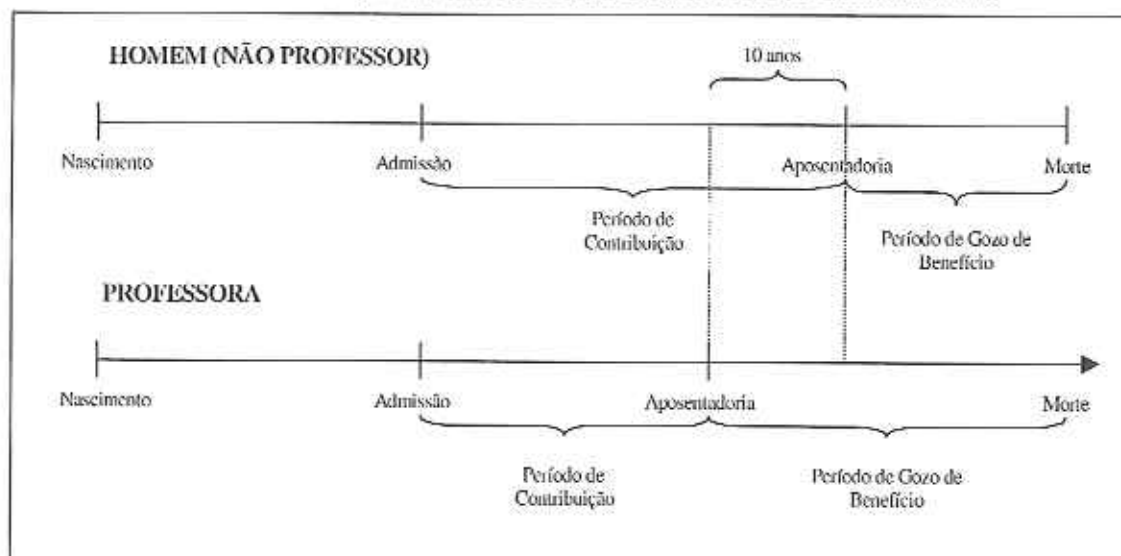 HOMEM (NÃO PROFESSOR)
10 anos
Nascimento
Admissão
Aposentadoria
Morte
Período de
Contribuição
Período de Gozo de
Benefício
PROFESSORA
Nascimento
Admissão
Aposentadoria
Morte
Período de
Contribuição
Período de Gozo de
Benefício